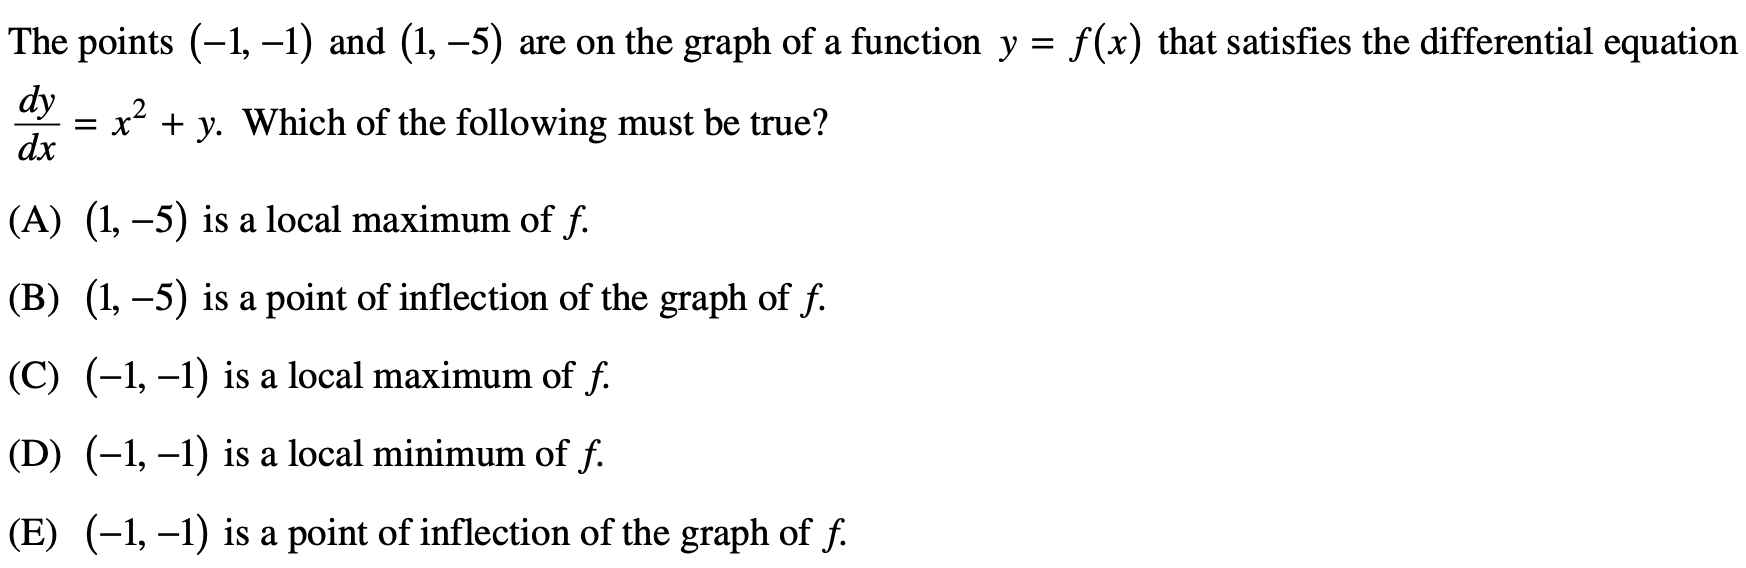 The points (−1, −1) and (1, −5) are on the graph of a function y = f(x) that satisfies the differential equation
dy/dx = x² + y. Which of the following must be true?
(A) (1, −5) is a local maximum of f.
(B) (1, −5) is a point of inflection of the graph of f.
(C) (−1, −1) is a local maximum of f.
(D) (−1, −1) is a local minimum of f.
(E) (−1, −1) is a point of inflection of the graph of f.